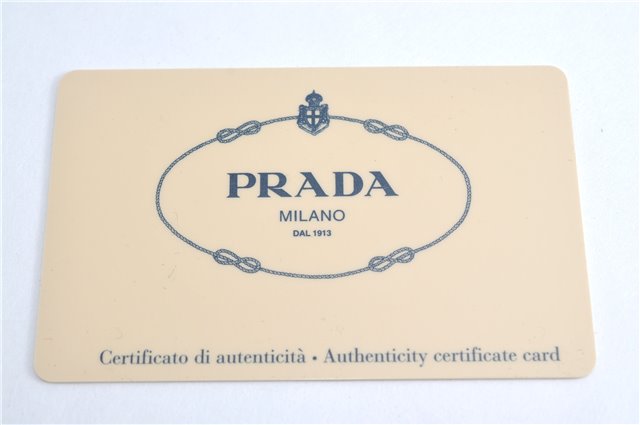 PRADA
MILANO
DAL 1913
Certificato di autenticità • Authenticity certificate card